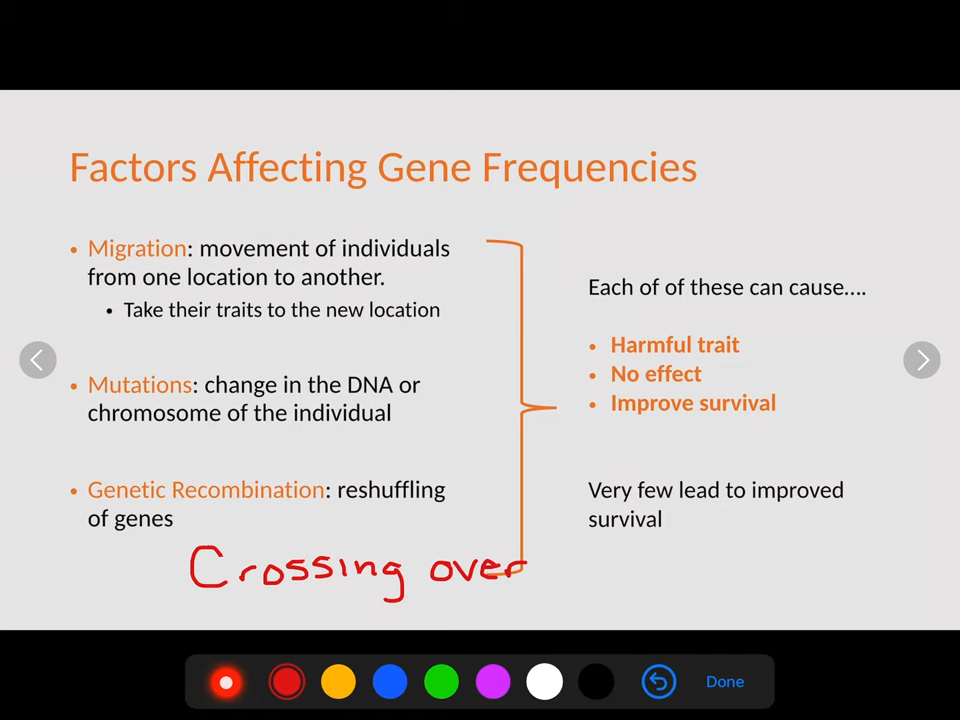 Factors Affecting Gene Frequencies
• Migration: movement of individuals
from one location to another.
• Take their traits to the new location
• Mutations: change in the DNA or
chromosome of the individual
• Genetic Recombination: reshuffling
of genes
Crossing over
Each of of these can cause….
• Harmful trait
• No effect
• Improve survival
Very few lead to improved
survival
Done